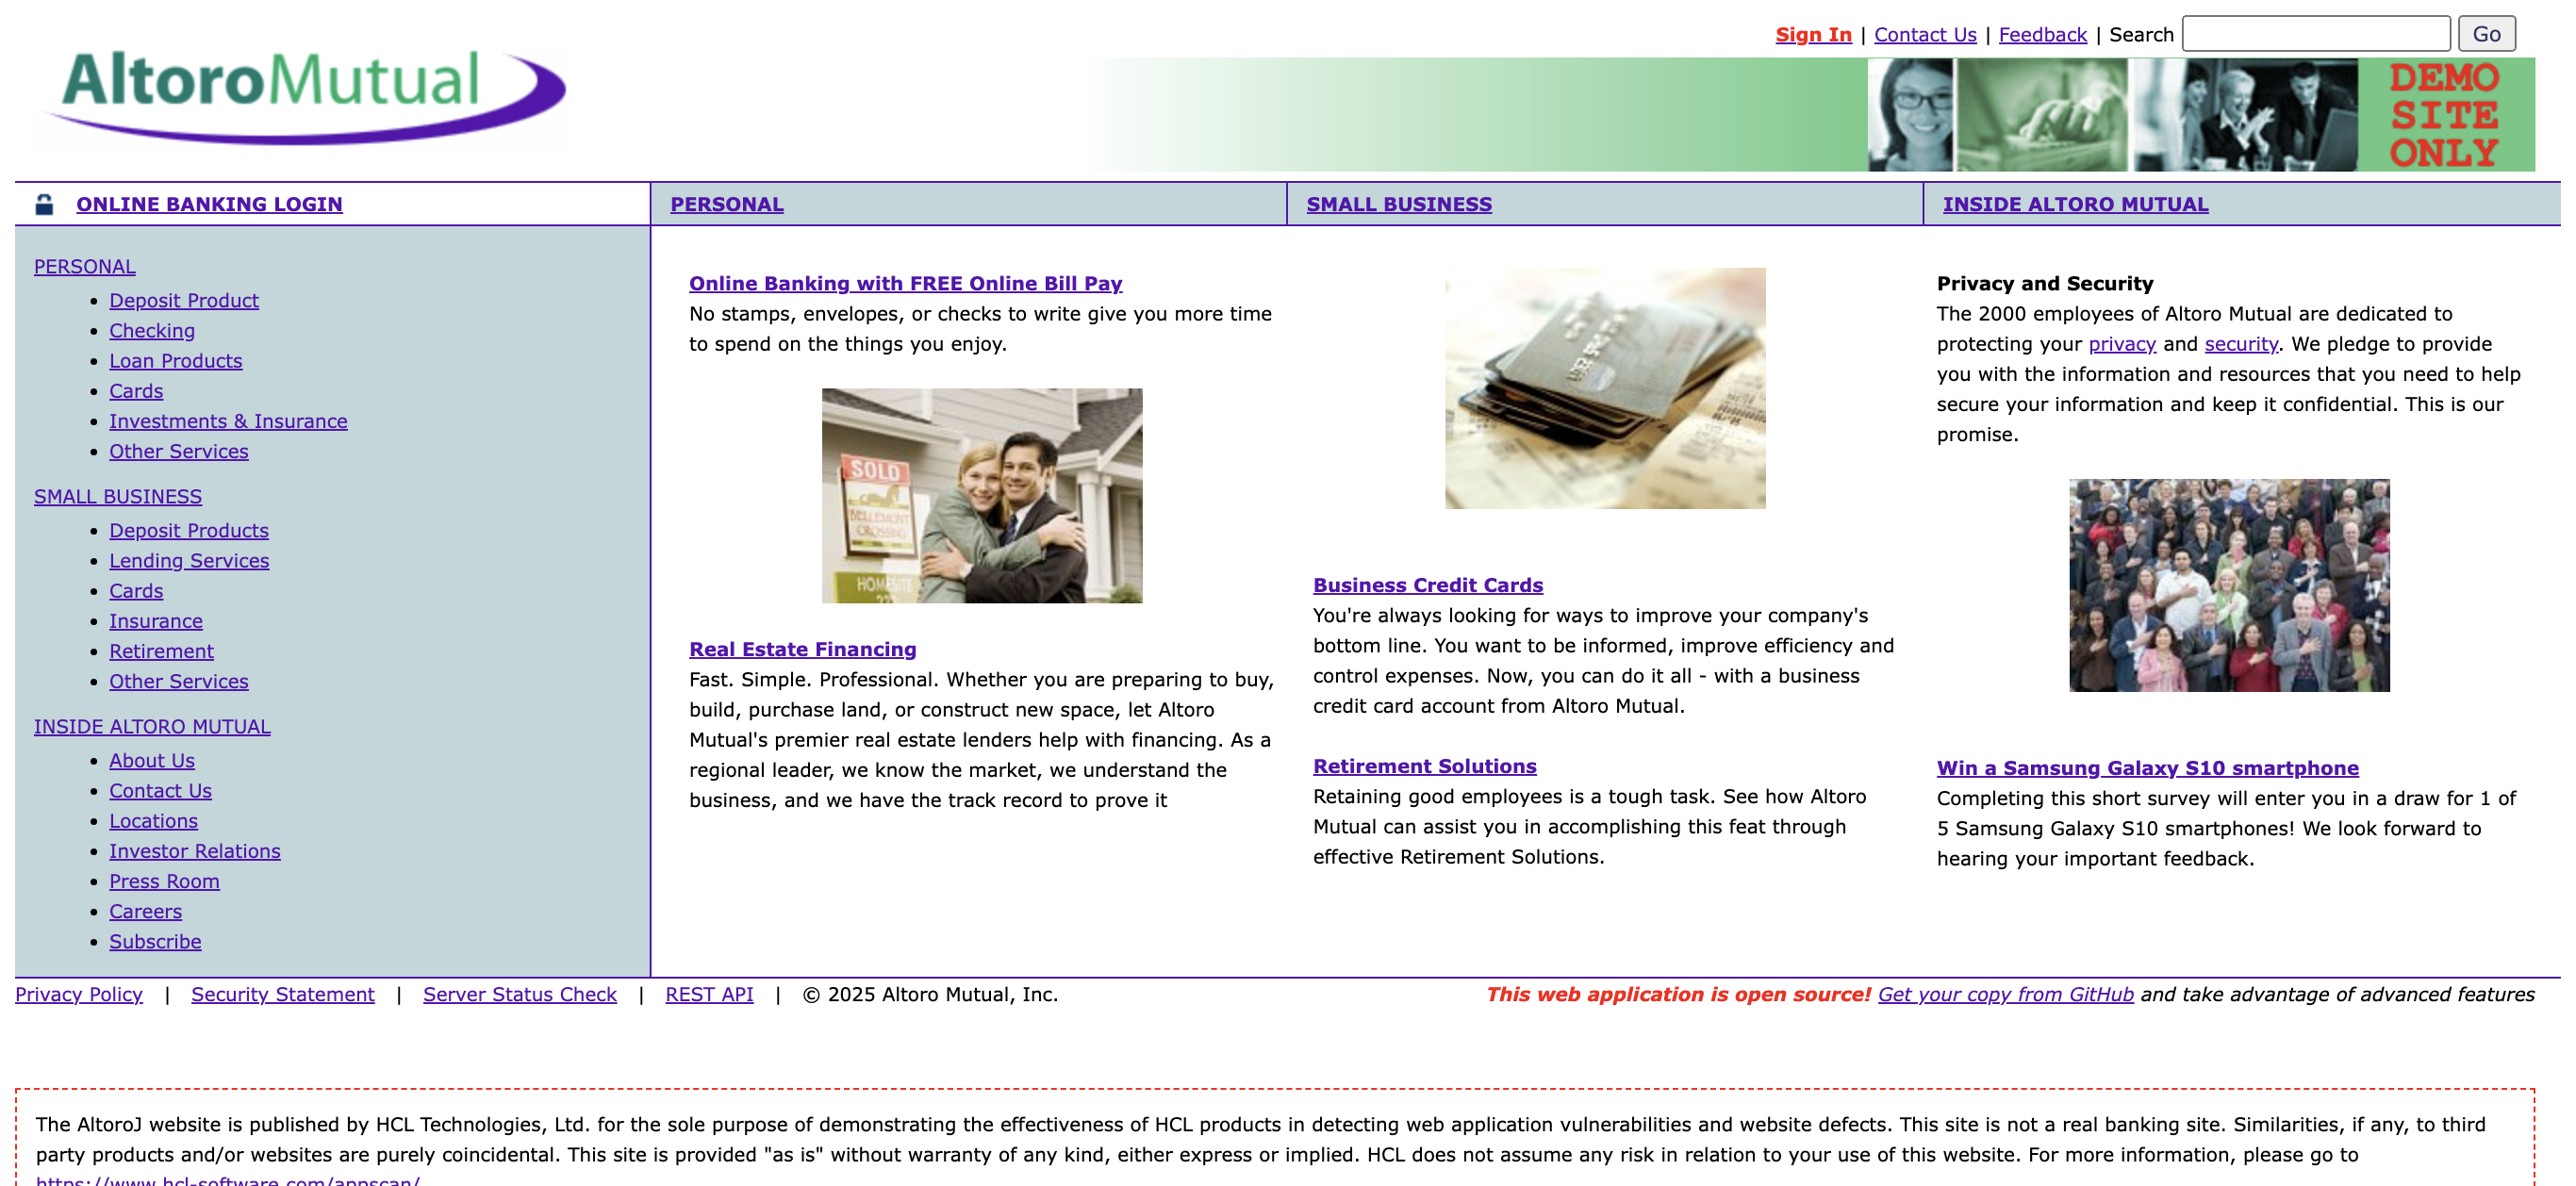 Sign In | Contact Us | Feedback | Search Go
AltoroMutual
DEMO
SITE
ONLY
ONLINE BANKING LOGIN
PERSONAL
SMALL BUSINESS
INSIDE ALTORO MUTUAL
PERSONAL
• Deposit Product
• Checking
• Loan Products
• Cards
• Investments & Insurance
• Other Services
SMALL BUSINESS
• Deposit Products
• Lending Services
• Cards
• Insurance
• Retirement
• Other Services
INSIDE ALTORO MUTUAL
• About Us
• Contact Us
• Locations
• Investor Relations
• Press Room
• Careers
• Subscribe
Online Banking with FREE Online Bill Pay
No stamps, envelopes, or checks to write give you more time
to spend on the things you enjoy.
SOLD
BELLEMONT
CROSSING
HOMESITE
Real Estate Financing
Fast. Simple. Professional. Whether you are preparing to buy,
build, purchase land, or construct new space, let Altoro
Mutual's premier real estate lenders help with financing. As a
regional leader, we know the market, we understand the
business, and we have the track record to prove it
Business Credit Cards
You're always looking for ways to improve your company's
bottom line. You want to be informed, improve efficiency and
control expenses. Now, you can do it all - with a business
credit card account from Altoro Mutual.
Retirement Solutions
Retaining good employees is a tough task. See how Altoro
Mutual can assist you in accomplishing this feat through
effective Retirement Solutions.
Privacy and Security
The 2000 employees of Altoro Mutual are dedicated to
protecting your privacy and security. We pledge to provide
you with the information and resources that you need to help
secure your information and keep it confidential. This is our
promise.
Win a Samsung Galaxy S10 smartphone
Completing this short survey will enter you in a draw for 1 of
5 Samsung Galaxy S10 smartphones! We look forward to
hearing your important feedback.
Privacy Policy | Security Statement | Server Status Check | REST API | © 2025 Altoro Mutual, Inc.
This web application is open source! Get your copy from GitHub and take advantage of advanced features
The AltoroJ website is published by HCL Technologies, Ltd. for the sole purpose of demonstrating the effectiveness of HCL products in detecting web application vulnerabilities and website defects. This site is not a real banking site. Similarities, if any, to third
party products and/or websites are purely coincidental. This site is provided "as is" without warranty of any kind, either express or implied. HCL does not assume any risk in relation to your use of this website. For more information, please go to
https://www.hcl-software.com/appscan/